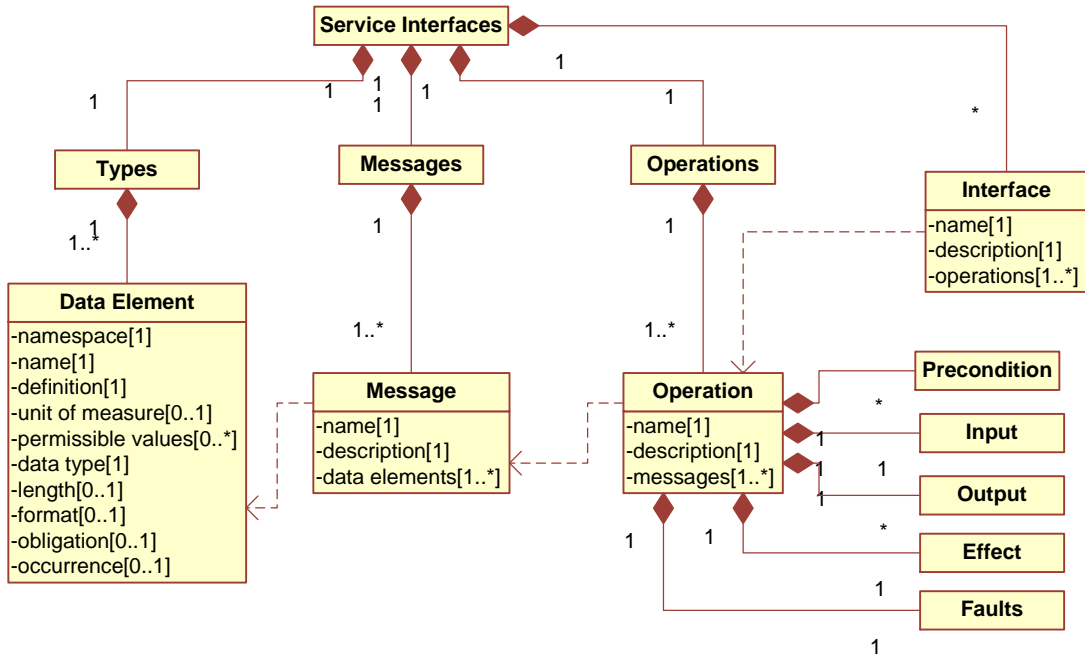 Service Interfaces
1
1
1
1
1
1
1
1
*
Types
Messages
Operations
Interface
-name[1]
-description[1]
-operations[1..*]
1
1..*
1
1
1..*
1..*
Data Element
-namespace[1]
-name[1]
-definition[1]
-unit of measure[0..1]
-permissible values[0..*]
-data type[1]
-length[0..1]
-format[0..1]
-obligation[0..1]
-occurrence[0..1]
Message
-name[1]
-description[1]
-data elements[1..*]
Operation
-name[1]
-description[1]
-messages[1..*]
Precondition
*
1
Input
1
1
Output
1
*
1
1
Effect
1
Faults
1